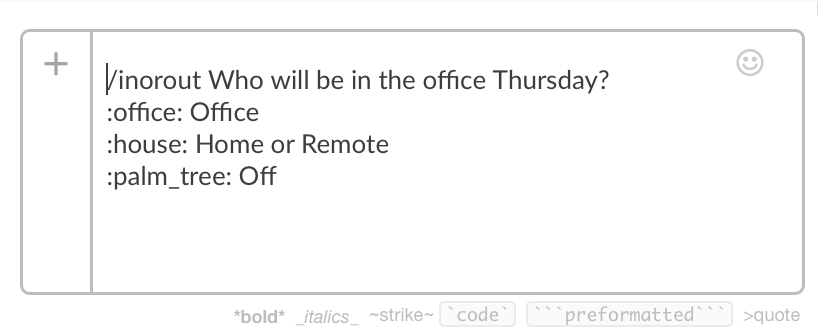 /inorout Who will be in the office Thursday?
:office: Office
:house: Home or Remote
:palm_tree: Off
*bold* _italics_ ~strike~ `code` ```preformatted``` >quote